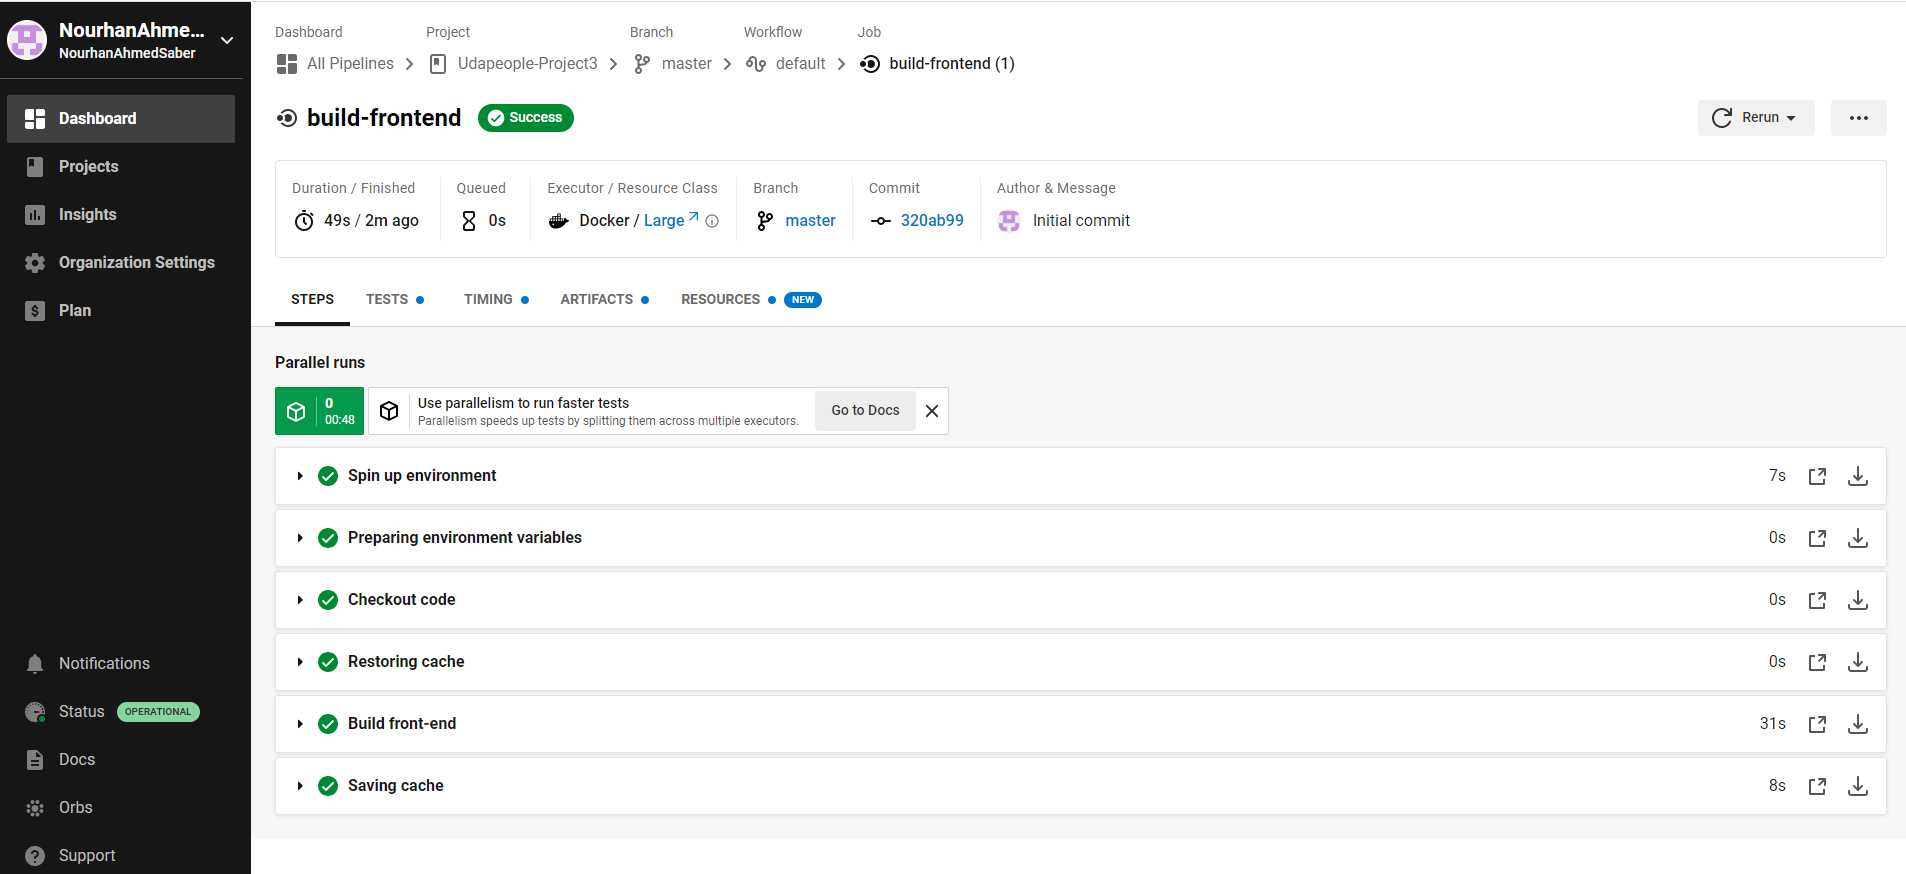 NourhanAhme...
NourhanAhmedSaber
Dashboard
Projects
Insights
Organization Settings
Plan
Notifications
Status OPERATIONAL
Docs
Orbs
Support
Dashboard Project Branch Workflow Job
All Pipelines Udapeople-Project3 master default build-frontend (1)
build-frontend Success Rerun
Duration / Finished Queued Executor / Resource Class Branch Commit Author & Message
49s / 2m ago 0s Docker / Large master 320ab99 Initial commit
STEPS TESTS TIMING ARTIFACTS RESOURCES NEW
Parallel runs
0
00:48
Use parallelism to run faster tests
Parallelism speeds up tests by splitting them across multiple executors.
Go to Docs
Spin up environment 7s
Preparing environment variables 0s
Checkout code 0s
Restoring cache 0s
Build front-end 31s
Saving cache 8s